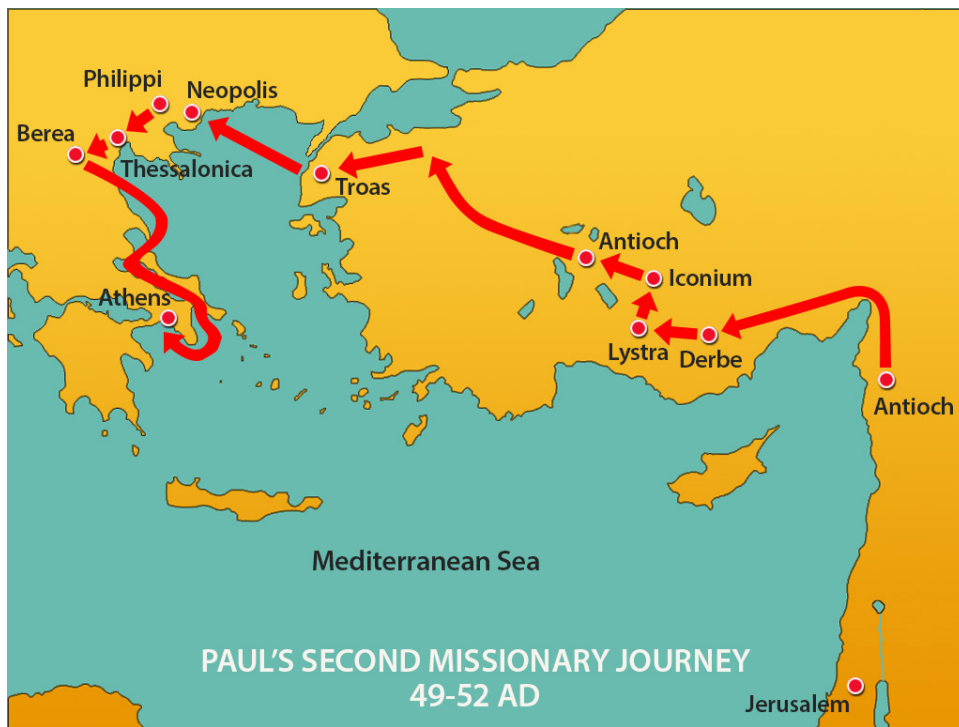 Philippi
Neopolis
Berea
Thessalonica
Troas
Antioch
Iconium
Athens
Lystra
Derbe
Antioch
Mediterranean Sea
PAUL’S SECOND MISSIONARY JOURNEY
49-52 AD
Jerusalem